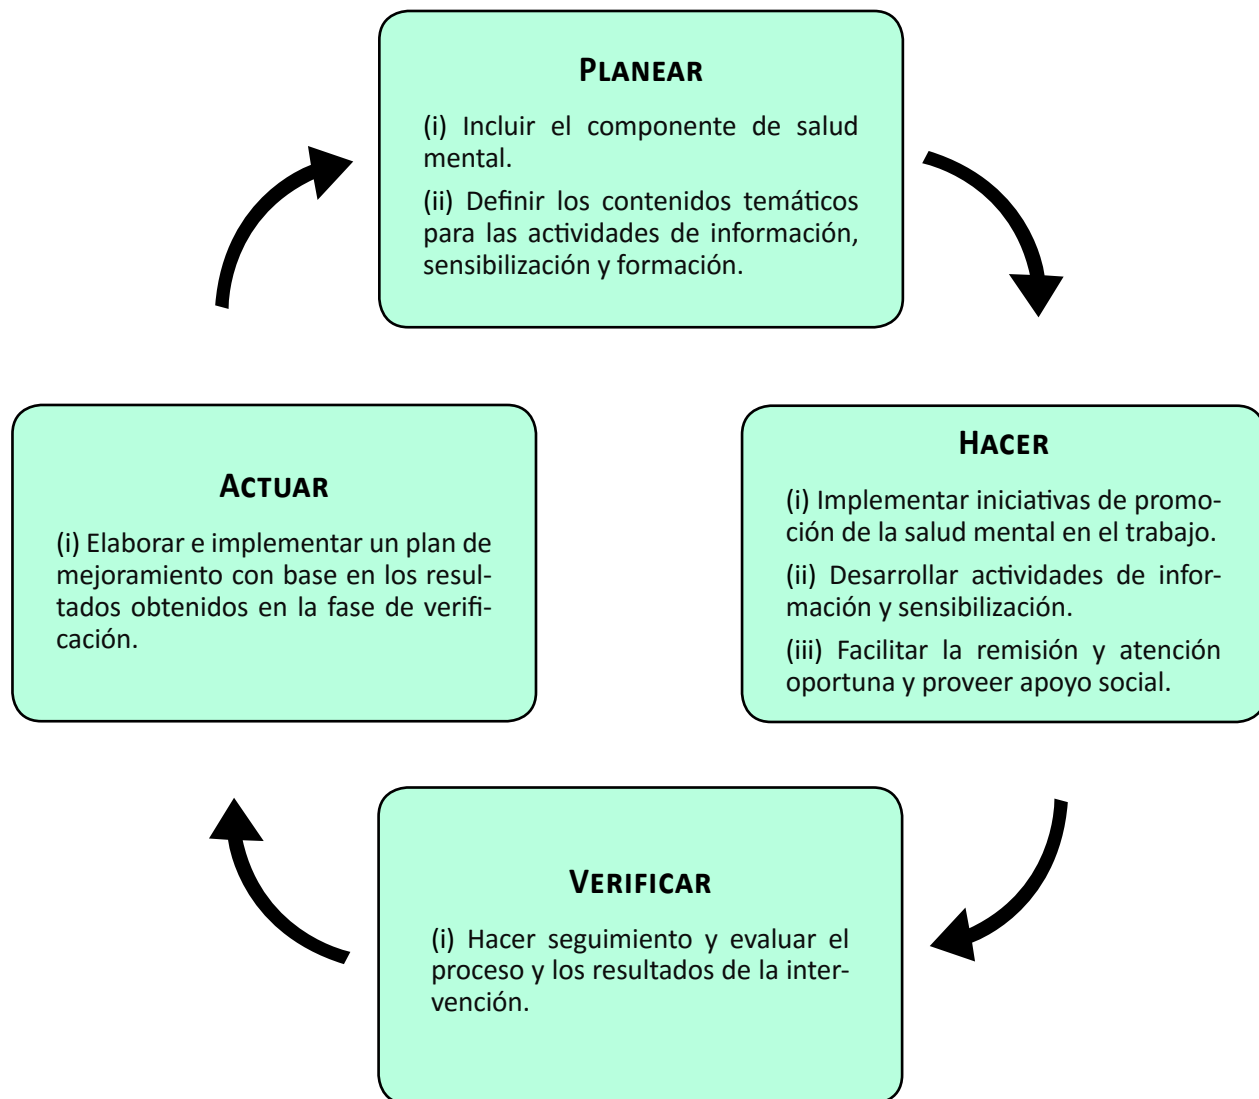 PLANEAR
(i) Incluir el componente de salud
mental.
(ii) Definir los contenidos temáticos
para las actividades de información,
sensibilización y formación.
HACER
(i) Implementar iniciativas de promo-
ción de la salud mental en el trabajo.
(ii) Desarrollar actividades de infor-
mación y sensibilización.
(iii) Facilitar la remisión y atención
oportuna y proveer apoyo social.
VERIFICAR
(i) Hacer seguimiento y evaluar el
proceso y los resultados de la inter-
vención.
ACTUAR
(i) Elaborar e implementar un plan de
mejoramiento con base en los resul-
tados obtenidos en la fase de verifi-
cación.